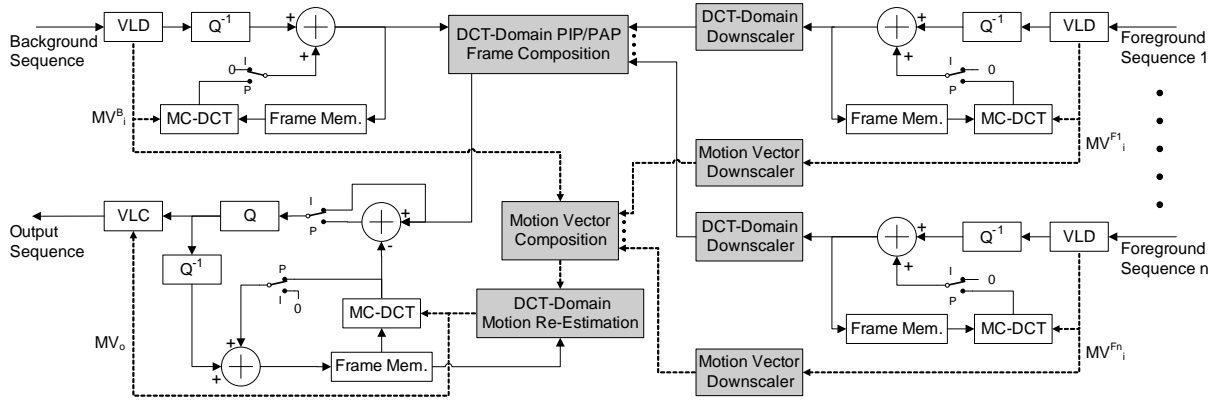 Background
Sequence
VLD
Q-1
+
+
I
0
P
MVBi
MC-DCT
Frame Mem.
DCT-Domain PIP/PAP
Frame Composition
DCT-Domain
Downscaler
+
+
Q-1
VLD
Foreground
Sequence 1
I
0
P
Frame Mem.
MC-DCT
MVF1i
Motion Vector
Downscaler
Output
Sequence
VLC
Q
I
P
+
-
Q-1
P
I
0
MVo
+
+
MC-DCT
Frame Mem.
Motion Vector
Composition
DCT-Domain
Motion Re-Estimation
DCT-Domain
Downscaler
+
+
Q-1
VLD
Foreground
Sequence n
I
0
P
Frame Mem.
MC-DCT
MVFni
Motion Vector
Downscaler